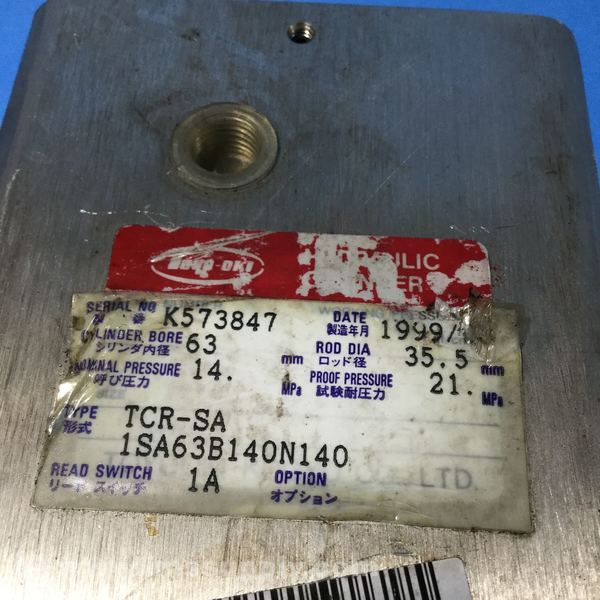 HYDRAULIC
CYLINDER
SERIAL NO K573847 DATE 1999/
製造年月
CYLINDER BORE 63 mm ROD DIA 35.5 mm
シリンダ内径 ロッド径
NOMINAL PRESSURE 14. MPa PROOF PRESSURE 21. MPa
呼び圧力 試験耐圧力
TYPE TCR-SA
形式 1SA63B140N140
READ SWITCH 1A OPTION
リードスイッチ オプション
LTD.